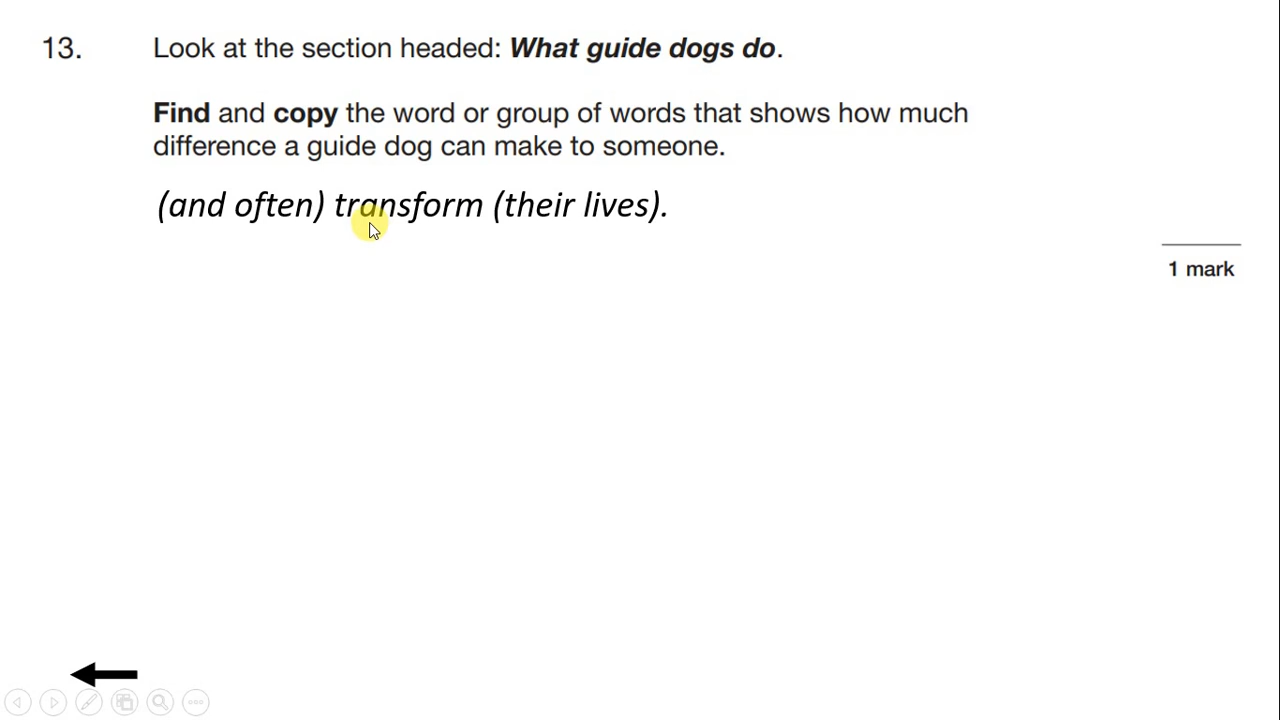 13. Look at the section headed: What guide dogs do.
Find and copy the word or group of words that shows how much
difference a guide dog can make to someone.
(and often) transform (their lives).
1 mark